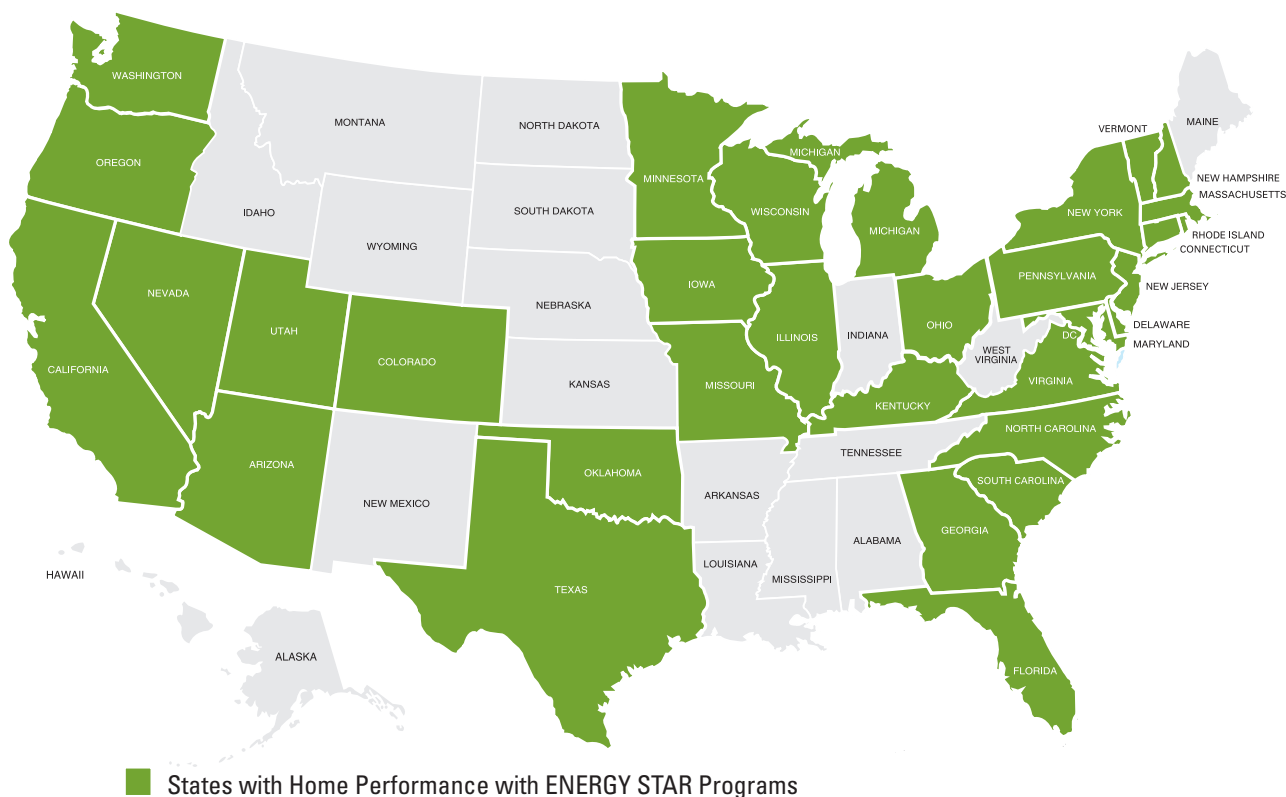 WASHINGTON
MONTANA
NORTH DAKOTA
MINNESOTA
MICHIGAN
VERMONT
MAINE
OREGON
IDAHO
WYOMING
SOUTH DAKOTA
WISCONSIN
MICHIGAN
NEW YORK
NEW HAMPSHIRE
MASSACHUSETTS
RHODE ISLAND
CONNECTICUT
NEVADA
UTAH
COLORADO
NEBRASKA
IOWA
ILLINOIS
INDIANA
OHIO
PENNSYLVANIA
NEW JERSEY
DELAWARE
MARYLAND
DC
CALIFORNIA
KANSAS
MISSOURI
KENTUCKY
WEST
VIRGINIA
VIRGINIA
ARIZONA
NEW MEXICO
OKLAHOMA
ARKANSAS
TENNESSEE
NORTH CAROLINA
SOUTH CAROLINA
TEXAS
LOUISIANA
MISSISSIPPI
ALABAMA
GEORGIA
FLORIDA
HAWAII
ALASKA
States with Home Performance with ENERGY STAR Programs